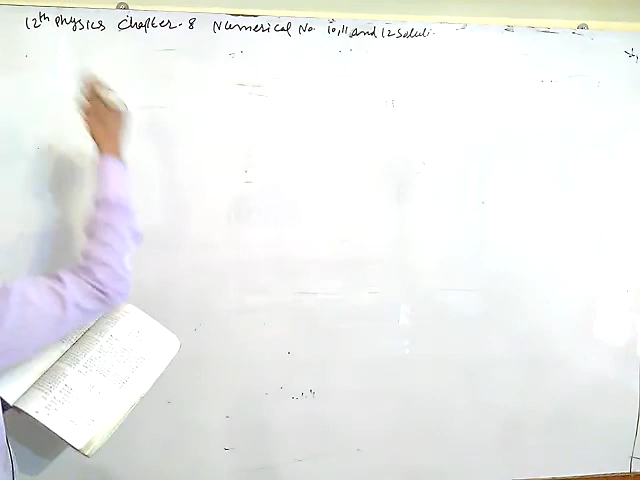 12th Physics Chapter-8 Numerical No. 10, 11, and 12 Soluti.